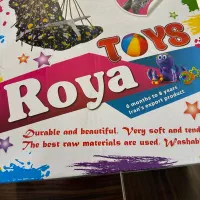 TOYS
Roya
6 months to 6 years
Iran's export product
Durable and beautiful. Very soft and tend
The best raw materials are used. Washab